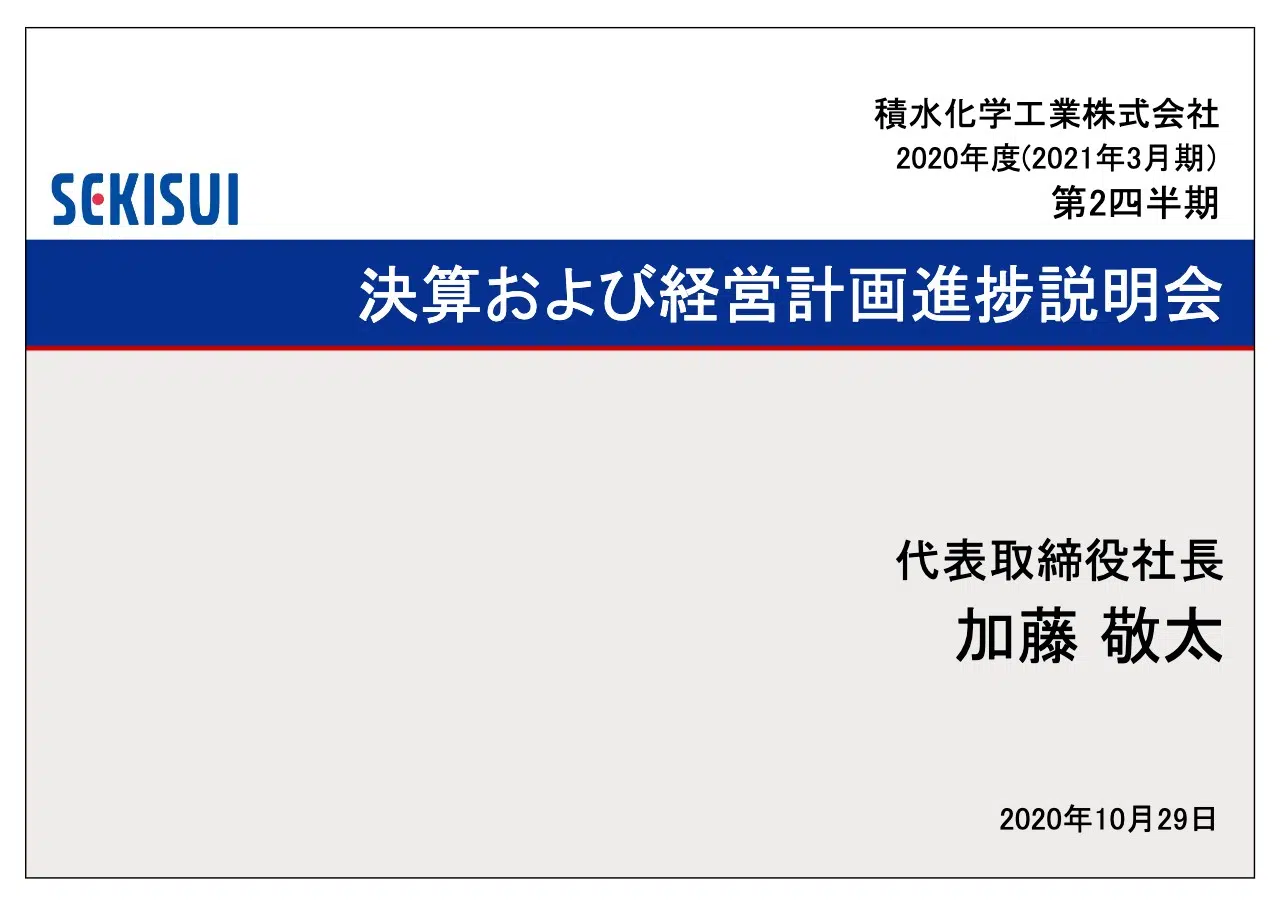 積水化学工業株式会社
2020年度(2021年3月期)
第2四半期
SEKISUI
決算および経営計画進捗説明会
代表取締役社長
加藤 敬太
2020年10月29日